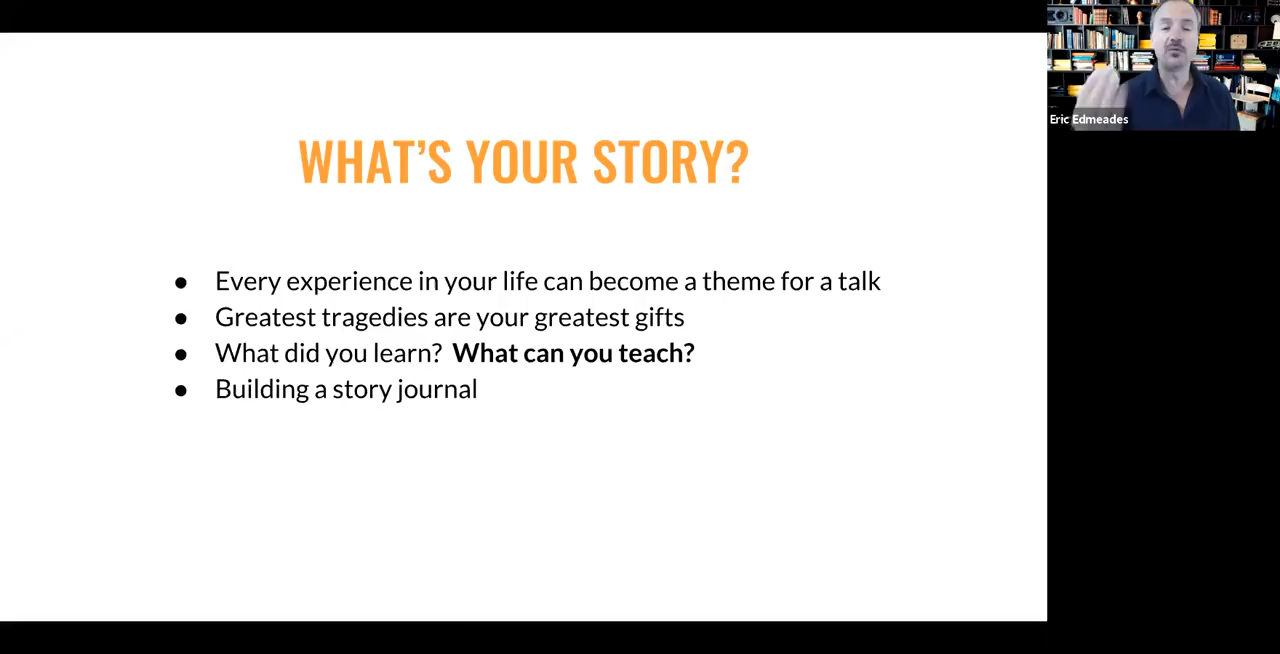 WHAT'S YOUR STORY?
● Every experience in your life can become a theme for a talk
● Greatest tragedies are your greatest gifts
● What did you learn?  What can you teach?
● Building a story journal
Eric Edmeades